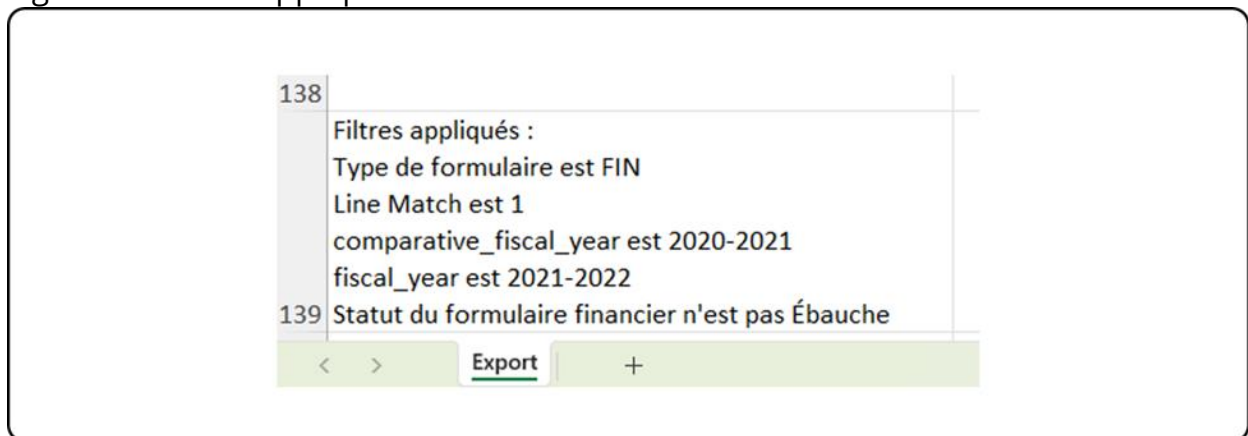 138
Filtres appliqués :
Type de formulaire est FIN
Line Match est 1
comparative_fiscal_year est 2020-2021
fiscal_year est 2021-2022
139 Statut du formulaire financier n'est pas Ébauche
< > Export +